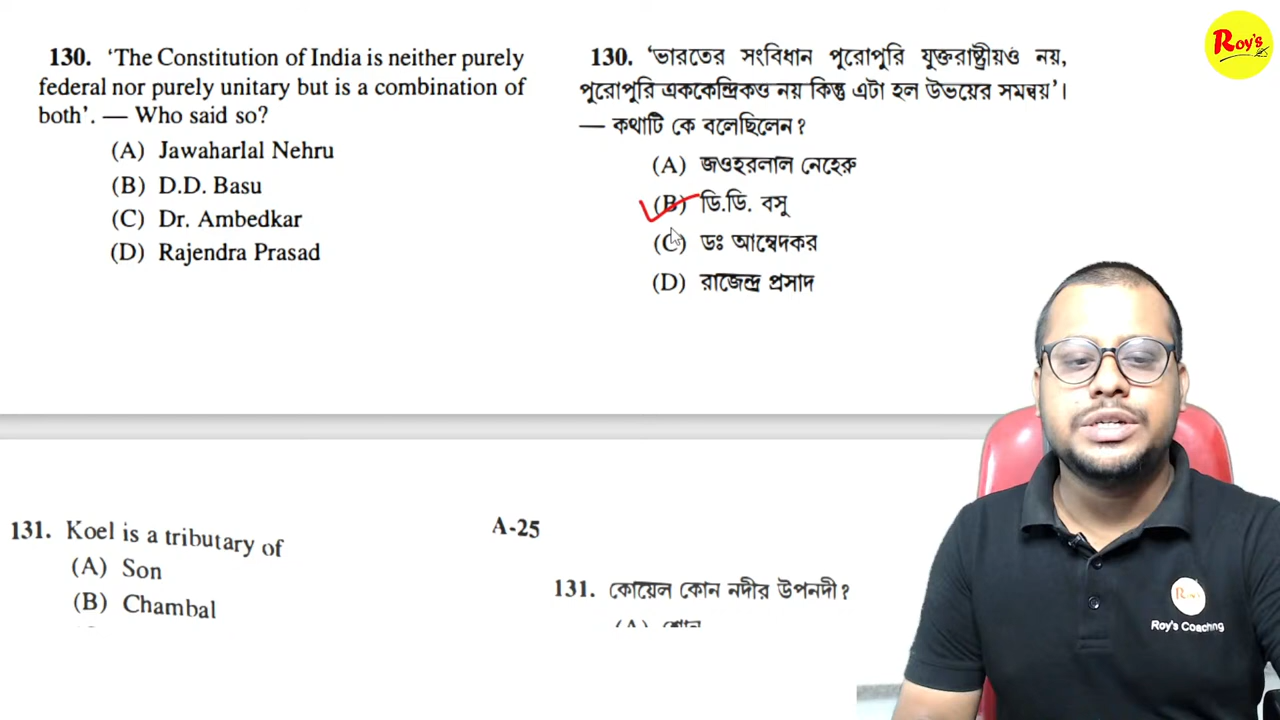 130. ‘The Constitution of India is neither purely
federal nor purely unitary but is a combination of
both’. — Who said so?
(A) Jawaharlal Nehru
(B) D.D. Basu
(C) Dr. Ambedkar
(D) Rajendra Prasad
130. ‘ভারতের সংবিধান পুরোপুরি যুক্তরাষ্ট্রীয়ও নয়,
পুরোপুরি এককেন্দ্রিকও নয় কিন্তু এটা হল উভয়ের সমন্বয়’।
— কথাটি কে বলেছিলেন?
(A) জওহরলাল নেহেরু
(B) ডি.ডি. বসু
(C) ডঃ আম্বেদকর
(D) রাজেন্দ্র প্রসাদ
Roy's
131. Koel is a tributary of
(A) Son
(B) Chambal
A-25
131. কোয়েল কোন নদীর উপনদী?
(A) শোন
Roy's
Roy's Coaching